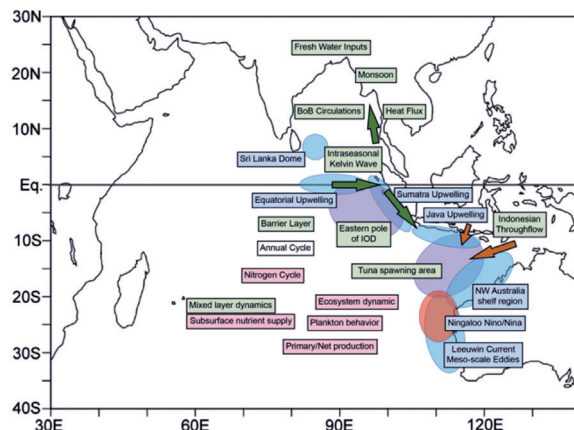 30N
20N
10N
Eq.
10S
20S
30S
40S
30E
60E
90E
120E
Fresh Water Inputs
Monsoon
BoB Circulations
Heat Flux
Sri Lanka Dome
Intraseasonal
Kelvin Wave
Equatorial Upwelling
Sumatra Upwelling
Java Upwelling
Indonesian
Throughflow
Barrier Layer
Eastern pole
of IOD
Annual Cycle
Nitrogen Cycle
Tuna spawning area
NW Australia
shelf region
Mixed layer dynamics
Ecosystem dynamic
Subsurface nutrient supply
Plankton behavior
Ningaloo Nino/Nina
Primary/Net production
Leeuwin Current
Meso-scale Eddies